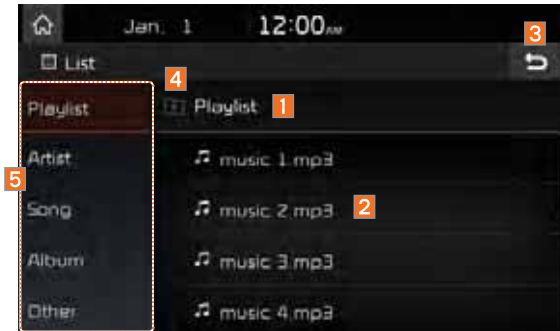 Jan. 1 12:00AM
3
List
4
Playlist
Playlist 1
Artist
music 1.mp3
5
Song
music 2.mp3 2
Album
music 3.mp3
Other
music 4.mp3